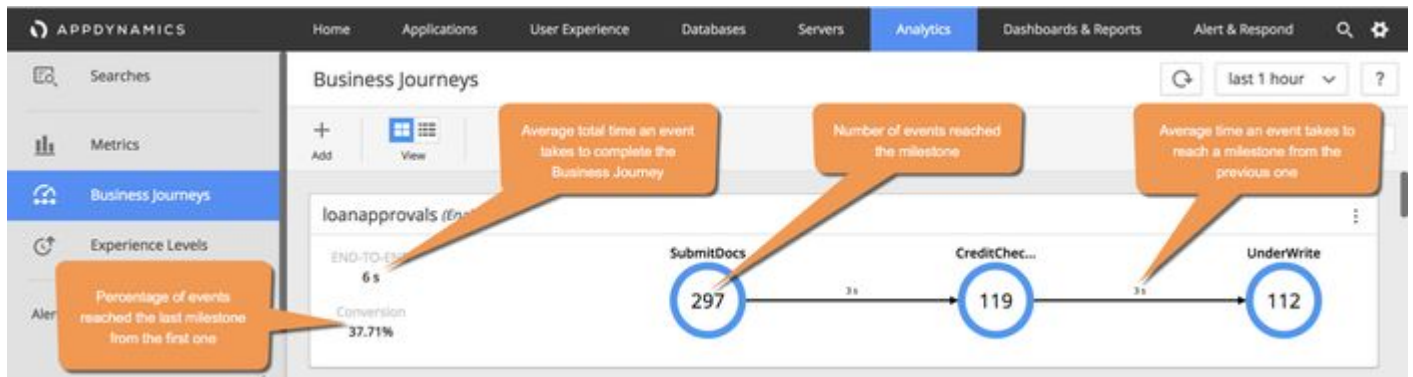 APPDYNAMICS
Home Applications User Experience Databases Servers Analytics Dashboards & Reports Alert & Respond
Searches
Business Journeys
last 1 hour
?
Metrics
Add
View
Average total time an event
takes to complete the
Business Journey
Number of events reached
the milestone
Average time an event takes to
reach a milestone from the
previous one
Business Journeys
loanapprovals
Experience Levels
END-TO-
6 s
SubmitDocs
CreditChec...
UnderWrite
297
3 s
119
3 s
112
Percentage of events
reached the last milestone
from the first one
Conversion
37.71%